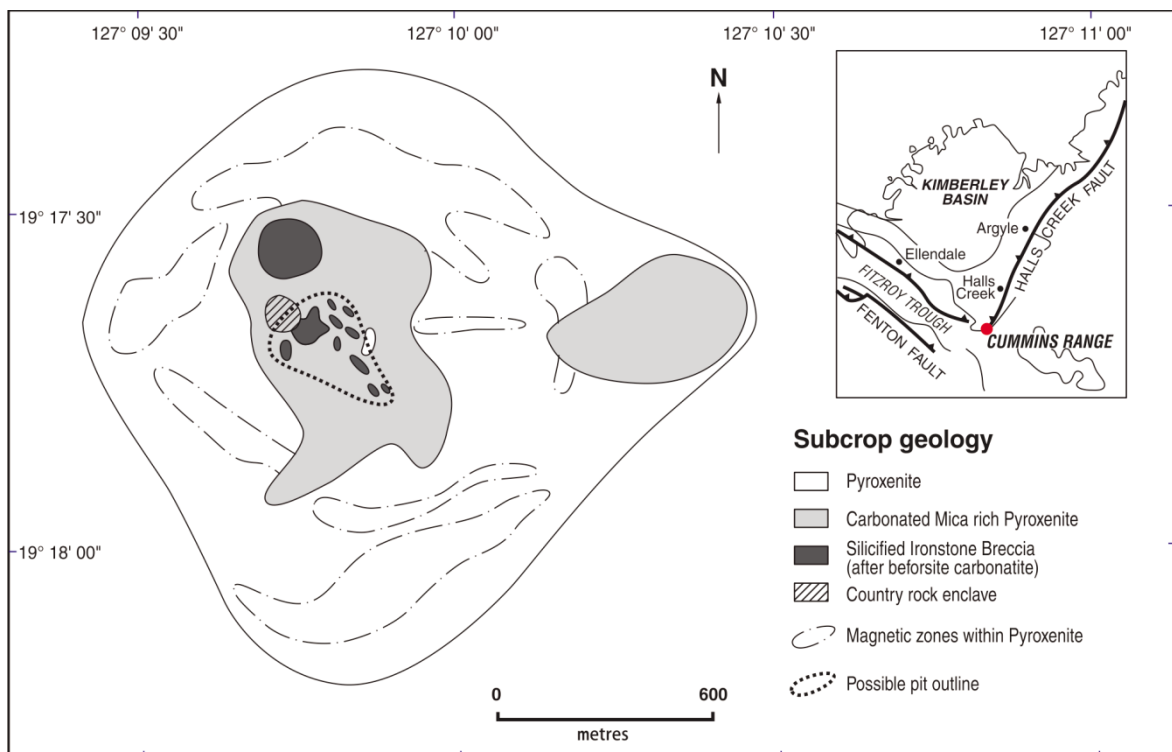 127° 09' 30"
127° 10' 00"
127° 10' 30"
127° 11' 00"
N
KIMBERLEY
BASIN
Argyle
HALLS CREEK FAULT
Ellendale
Halls
Creek
FITZROY TROUGH
FENTON FAULT
CUMMINS RANGE
19° 17' 30"
19° 18' 00"
Subcrop geology
Pyroxenite
Carbonated Mica rich Pyroxenite
Silicified Ironstone Breccia
(after beforsite carbonatite)
Country rock enclave
Magnetic zones within Pyroxenite
Possible pit outline
0
600
metres